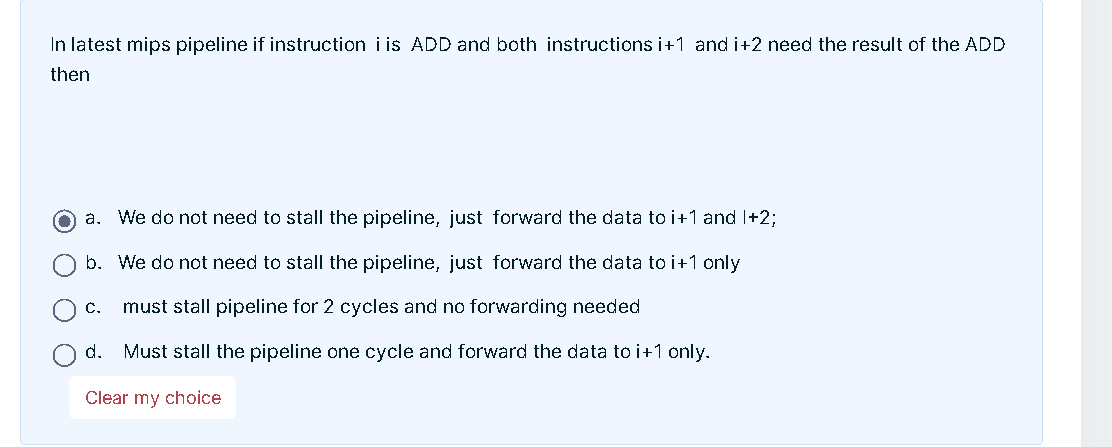 In latest mips pipeline if instruction i is ADD and both instructions i+1 and i+2 need the result of the ADD
then
a. We do not need to stall the pipeline, just forward the data to i+1 and I+2;
b. We do not need to stall the pipeline, just forward the data to i+1 only
c. must stall pipeline for 2 cycles and no forwarding needed
d. Must stall the pipeline one cycle and forward the data to i+1 only.
Clear my choice